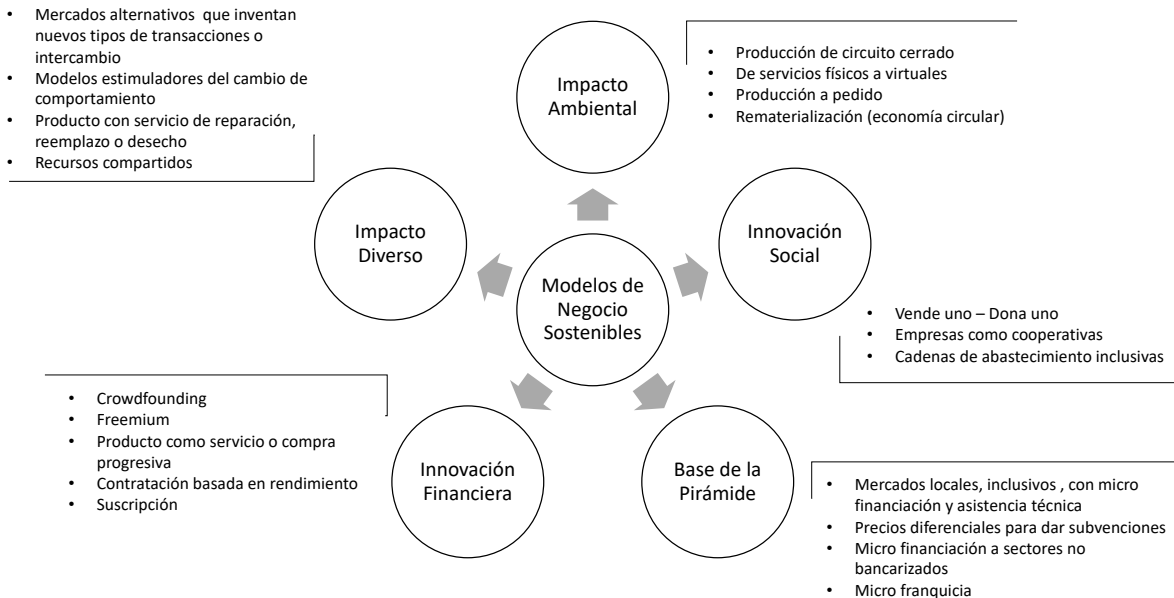 • Mercados alternativos que inventan
nuevos tipos de transacciones o
intercambio
• Modelos estimuladores del cambio de
comportamiento
• Producto con servicio de reparación,
reemplazo o desecho
• Recursos compartidos
Impacto
Ambiental
• Producción de circuito cerrado
• De servicios físicos a virtuales
• Producción a pedido
• Rematerialización (economía circular)
Impacto
Diverso
Modelos de
Negocio
Sostenibles
Innovación
Social
• Vende uno – Dona uno
• Empresas como cooperativas
• Cadenas de abastecimiento inclusivas
• Crowdfounding
• Freemium
• Producto como servicio o compra
progresiva
• Contratación basada en rendimiento
• Suscripción
Innovación
Financiera
Base de la
Pirámide
• Mercados locales, inclusivos , con micro
financiación y asistencia técnica
• Precios diferenciales para dar subvenciones
• Micro financiación a sectores no
bancarizados
• Micro franquicia